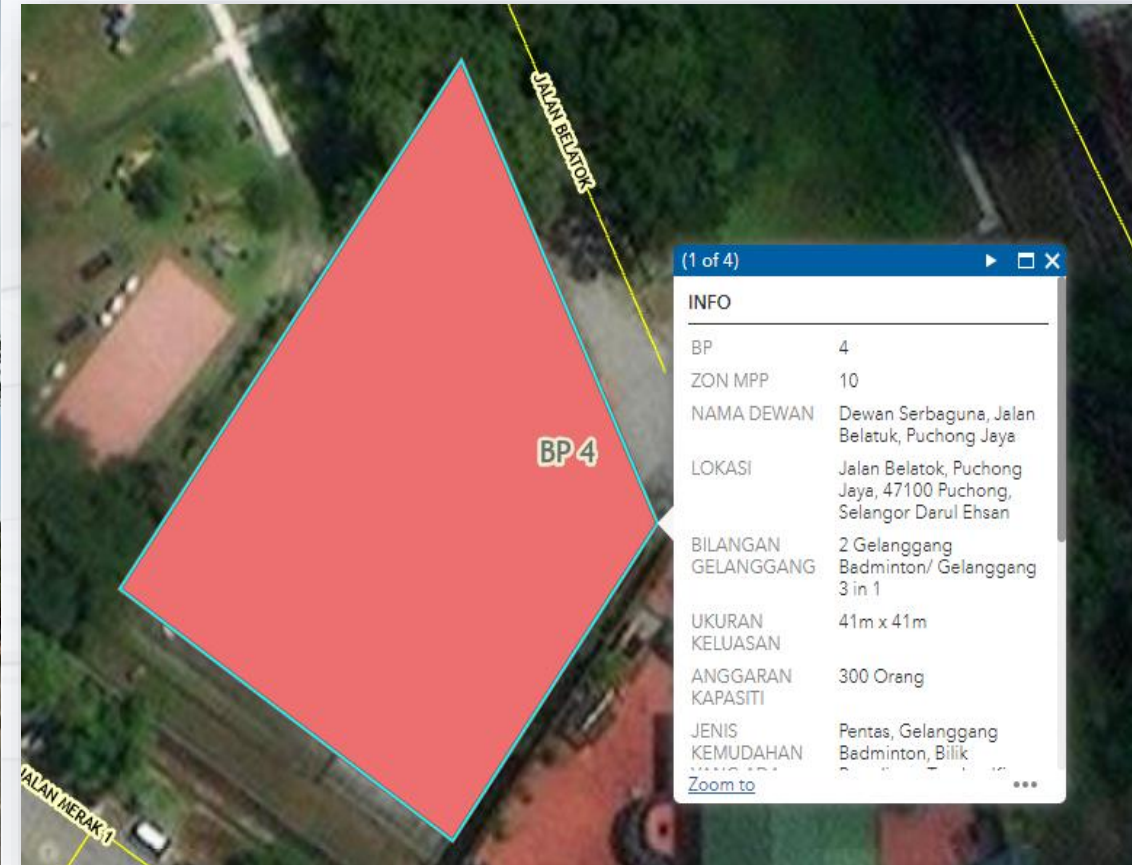 JALAN BELATOK
BP 4
JALAN MERAK 1
(1 of 4)
INFO
BP 4
ZON MPP 10
NAMA DEWAN Dewan Serbaguna, Jalan
Belatuk, Puchong Jaya
LOKASI Jalan Belatok, Puchong
Jaya, 47100 Puchong,
Selangor Darul Ehsan
BILANGAN 2 Gelanggang
GELANGGANG Badminton/ Gelanggang
3 in 1
UKURAN 41m x 41m
KELUASAN
ANGGARAN 300 Orang
KAPASITI
JENIS Pentas, Gelanggang
KEMUDAHAN Badminton, Bilik
Zoom to